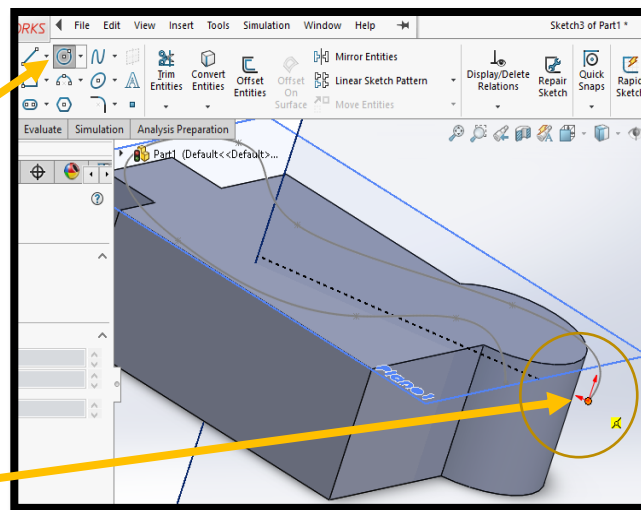 ORKS File Edit View Insert Tools Simulation Window Help Sketch3 of Part1 *
Trim Entities
Convert Entities
Offset Entities
Offset On Surface
Mirror Entities
Linear Sketch Pattern
Move Entities
Display/Delete Relations
Repair Sketch
Quick Snaps
Rapid Sketch
Evaluate Simulation Analysis Preparation
Part1 (Default<<Default>...
Plane1